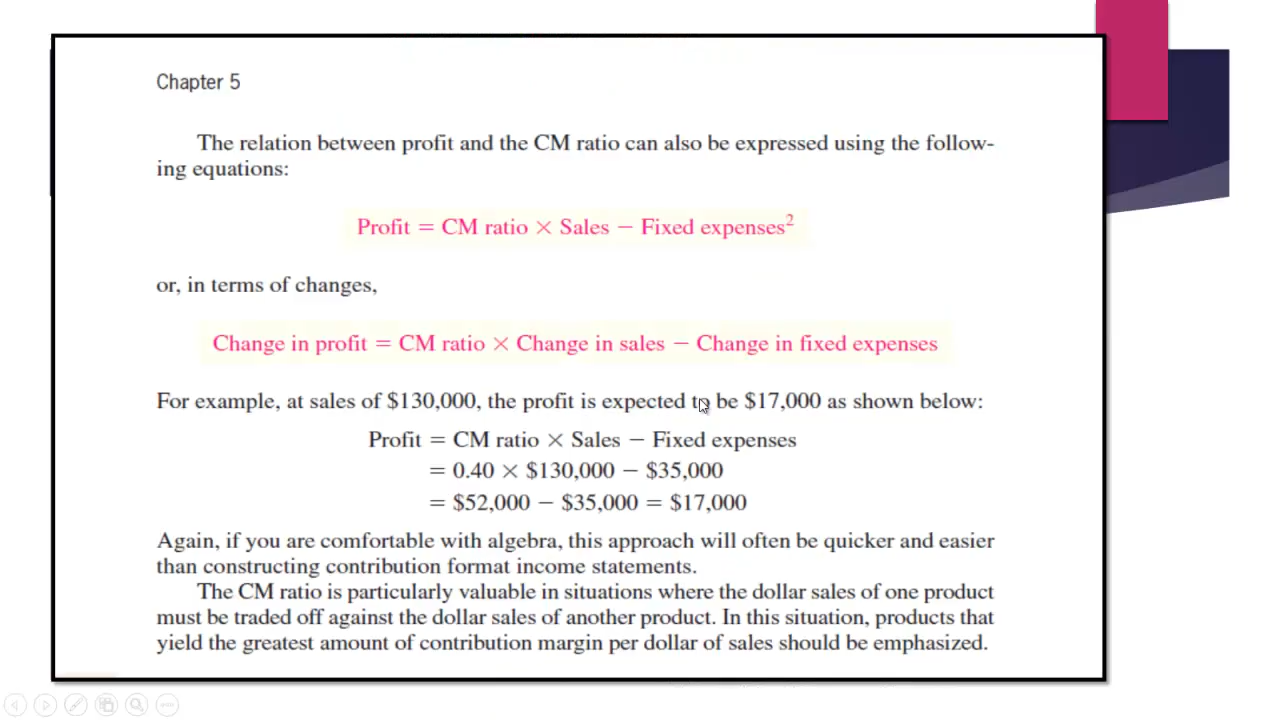 Chapter 5
The relation between profit and the CM ratio can also be expressed using the follow-
ing equations:
Profit = CM ratio × Sales − Fixed expenses²
or, in terms of changes,
Change in profit = CM ratio × Change in sales − Change in fixed expenses
For example, at sales of $130,000, the profit is expected to be $17,000 as shown below:
Profit = CM ratio × Sales − Fixed expenses
= 0.40 × $130,000 − $35,000
= $52,000 − $35,000 = $17,000
Again, if you are comfortable with algebra, this approach will often be quicker and easier
than constructing contribution format income statements.
The CM ratio is particularly valuable in situations where the dollar sales of one product
must be traded off against the dollar sales of another product. In this situation, products that
yield the greatest amount of contribution margin per dollar of sales should be emphasized.